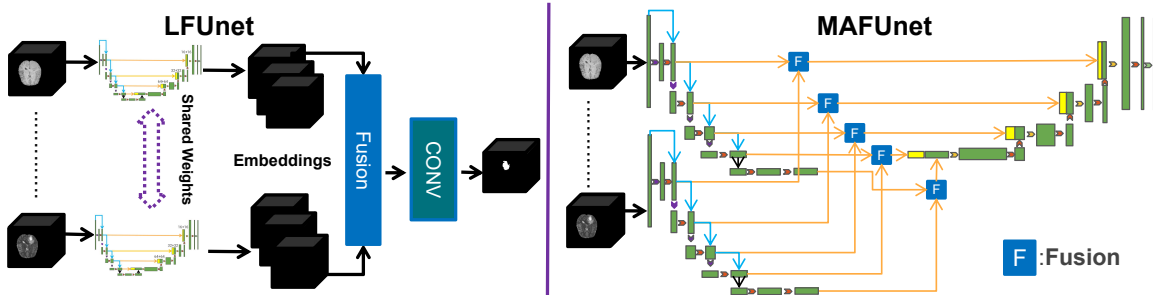 LFUnet
MAFUnet
Shared Weights
Embeddings
Fusion
CONV
F
F
F
F
F
F
:Fusion